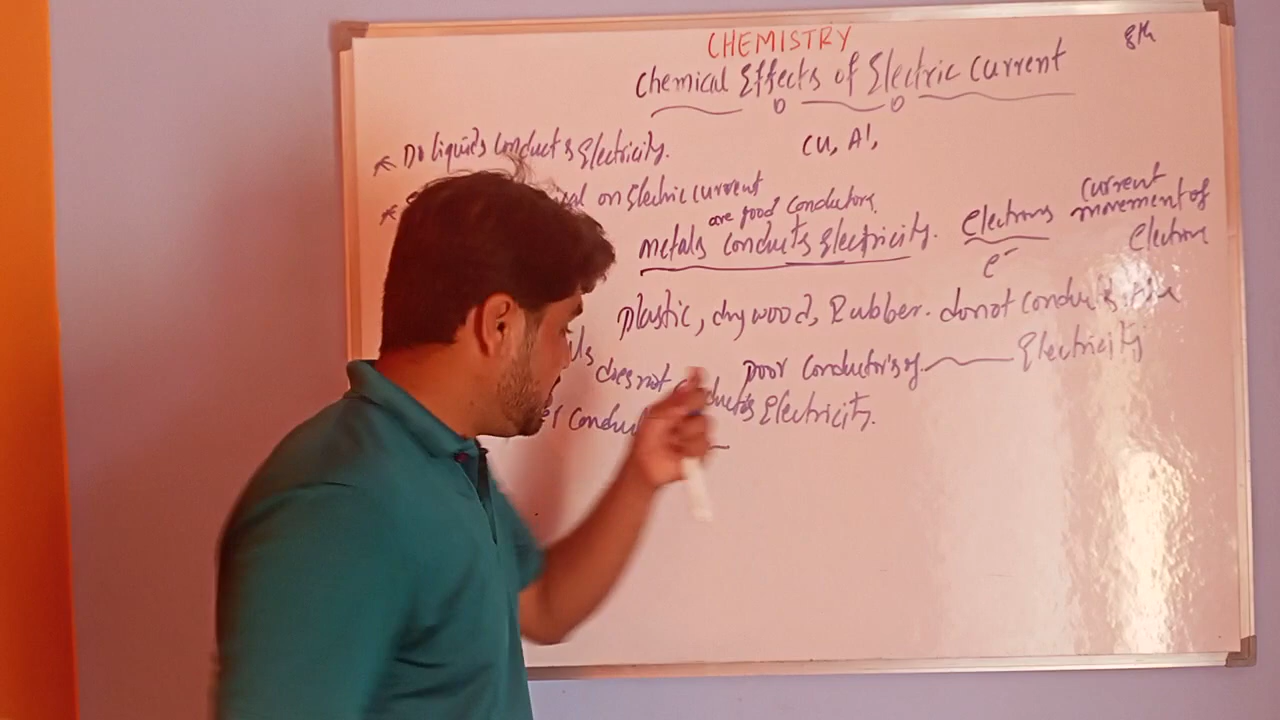 CHEMISTRY
8th
Chemical Effects of Electric Current
* Do liquids conducts Electricity.
Cu, Al,
* on Electric current
are good conductors
metals conducts Electricity.
electrons
e⁻
current
movement of
Electrons
Plastic, dry wood, Rubber. donot conducts the
Electricity
Poor Conductors of
does not conducts Electricity.